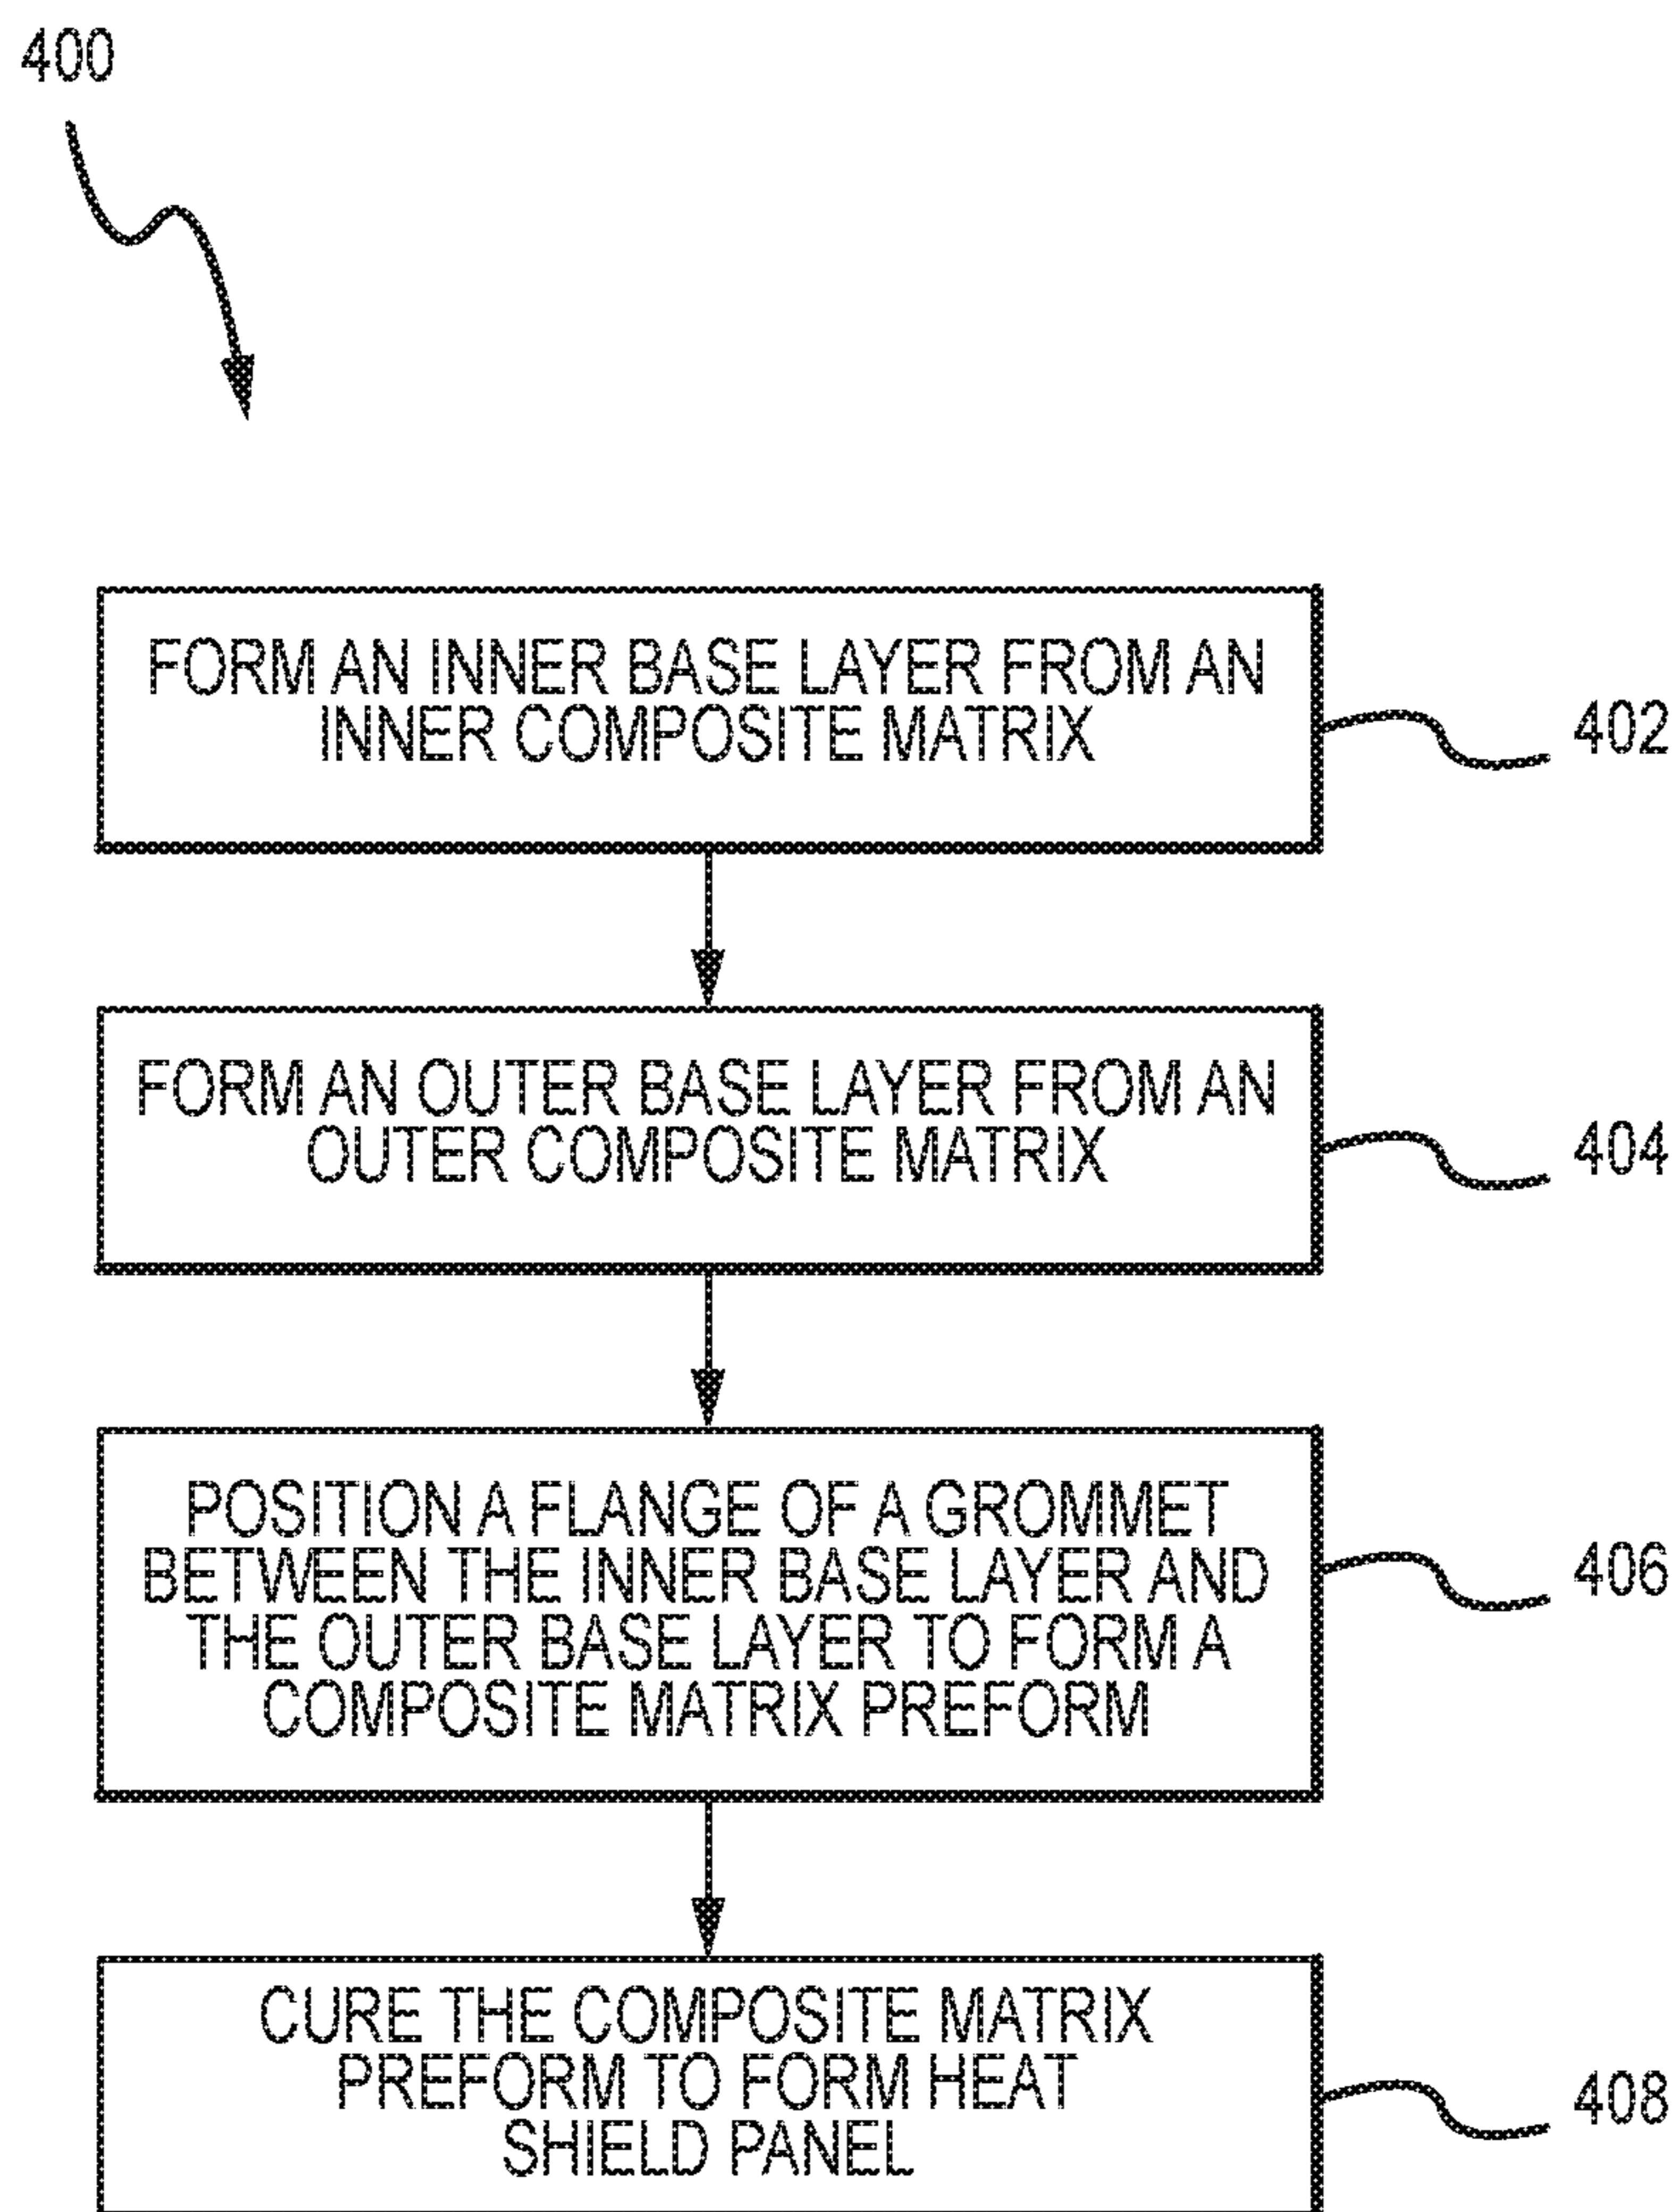 400
FORM AN INNER BASE LAYER FROM AN
INNER COMPOSITE MATRIX
402
FORM AN OUTER BASE LAYER FROM AN
OUTER COMPOSITE MATRIX
404
POSITION A FLANGE OF A GROMMET
BETWEEN THE INNER BASE LAYER AND
THE OUTER BASE LAYER TO FORM A
COMPOSITE MATRIX PREFORM
406
CURE THE COMPOSITE MATRIX
PREFORM TO FORM HEAT
SHIELD PANEL
408